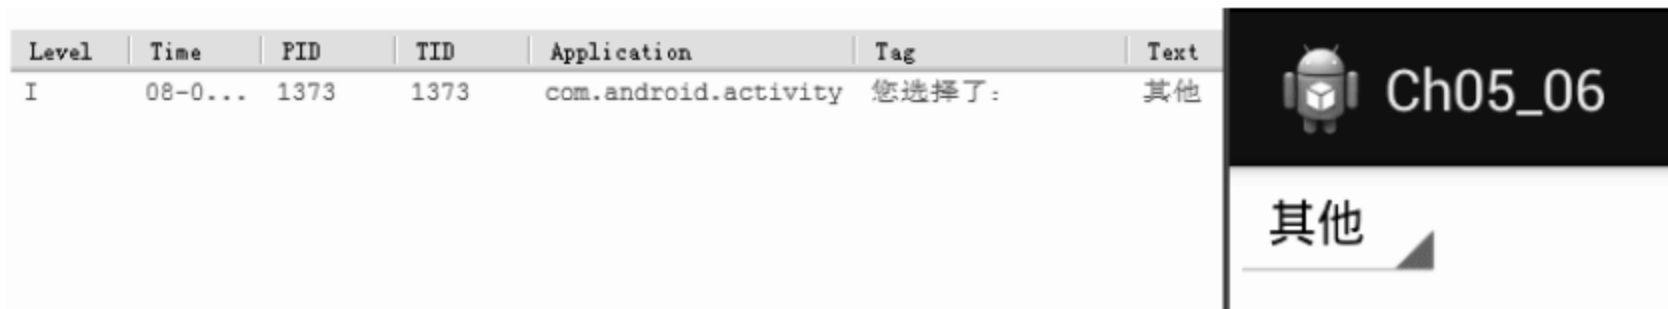 Level Time PID TID Application Tag Text
I 08-0... 1373 1373 com.android.activity 您选择了: 其他
Ch05_06
其他